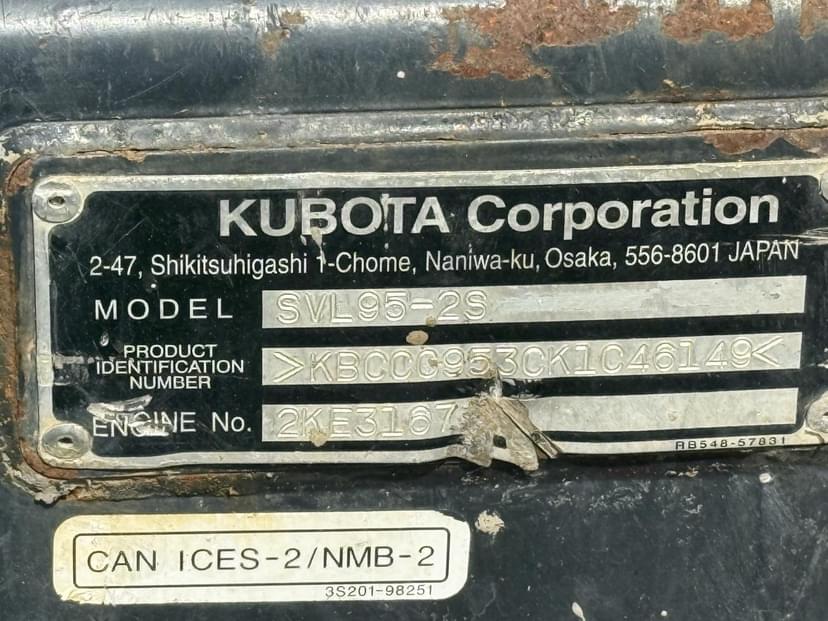 KUBOTA Corporation
2-47, Shikitsuhigashi 1-Chome, Naniwa-ku, Osaka, 556-8601 JAPAN
MODEL SVL95-2S
PRODUCT
IDENTIFICATION
NUMBER >KBCCC953CK1C46149<
ENGINE No. 2KE3167
RB548-57831
CAN ICES-2/NMB-2
3S201-98251